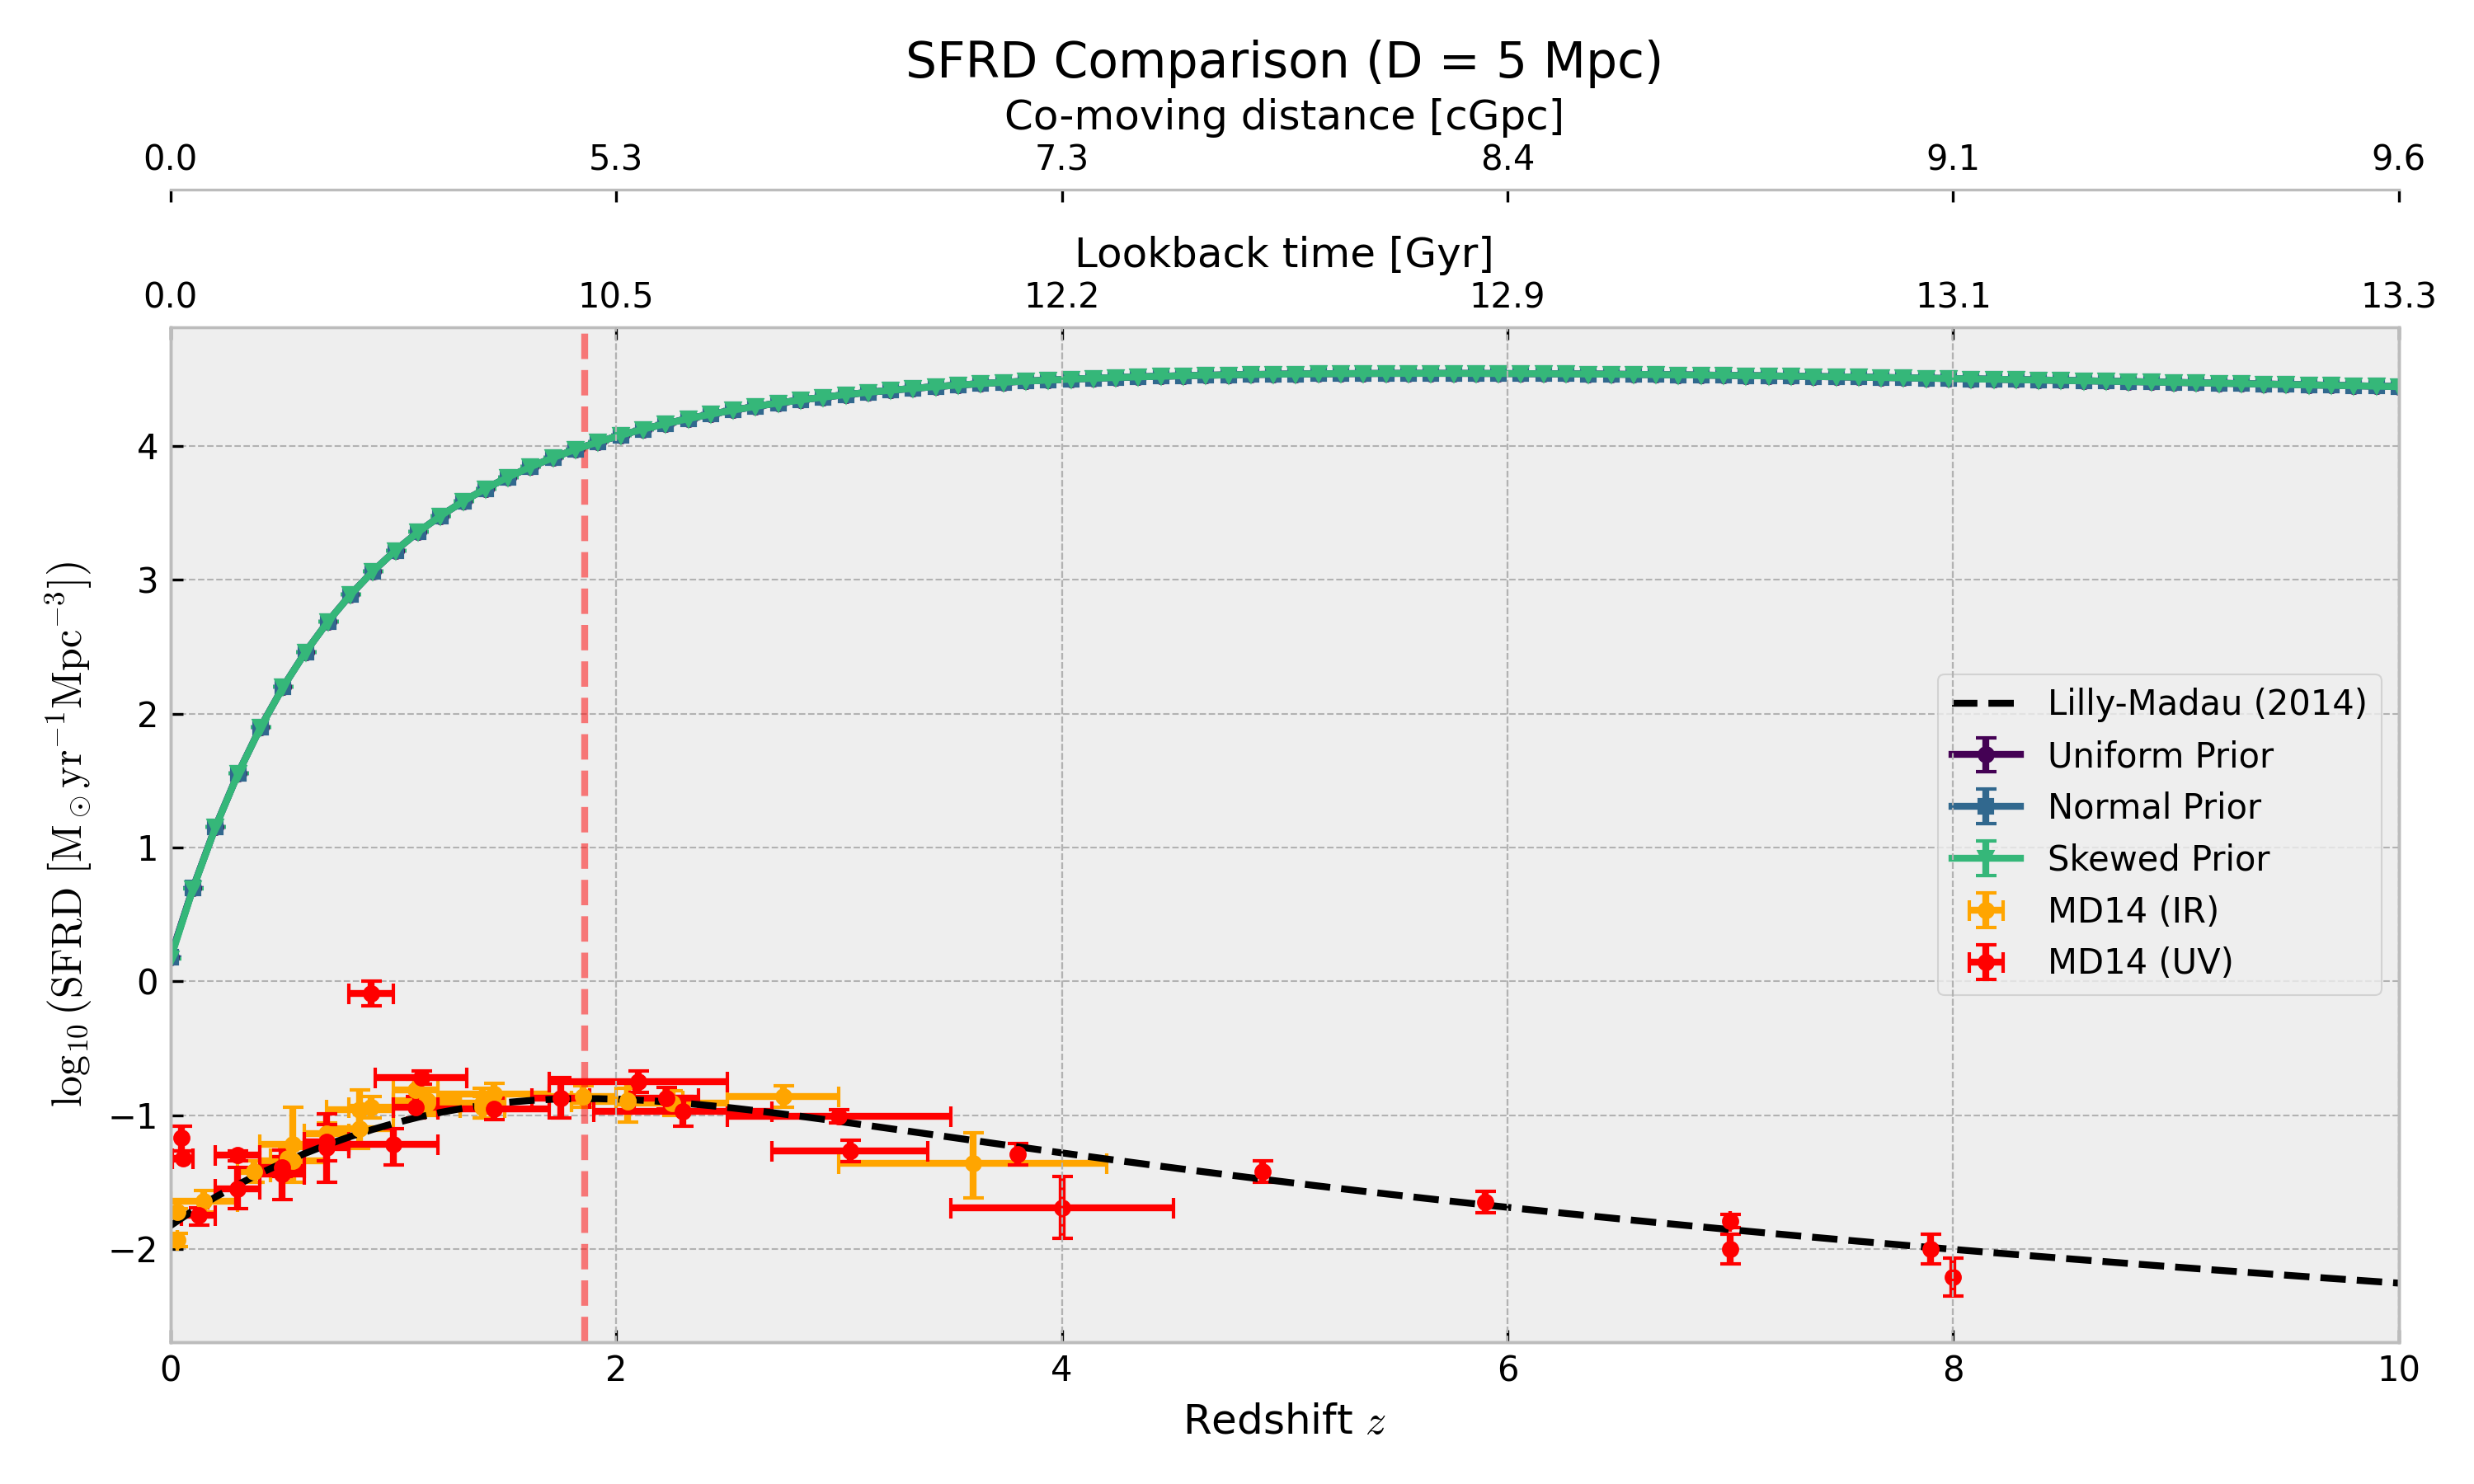 SFRD Comparison (D = 5 Mpc)
Co-moving distance [cGpc]
0.0 5.3 7.3 8.4 9.1 9.6
Lookback time [Gyr]
0.0 10.5 12.2 12.9 13.1 13.3
4
3
2
1
0
−1
−2
log₁₀(SFRD [M⊙yr⁻¹Mpc⁻³])
Lilly-Madau (2014)
Uniform Prior
Normal Prior
Skewed Prior
MD14 (IR)
MD14 (UV)
0 2 4 6 8 10
Redshift z